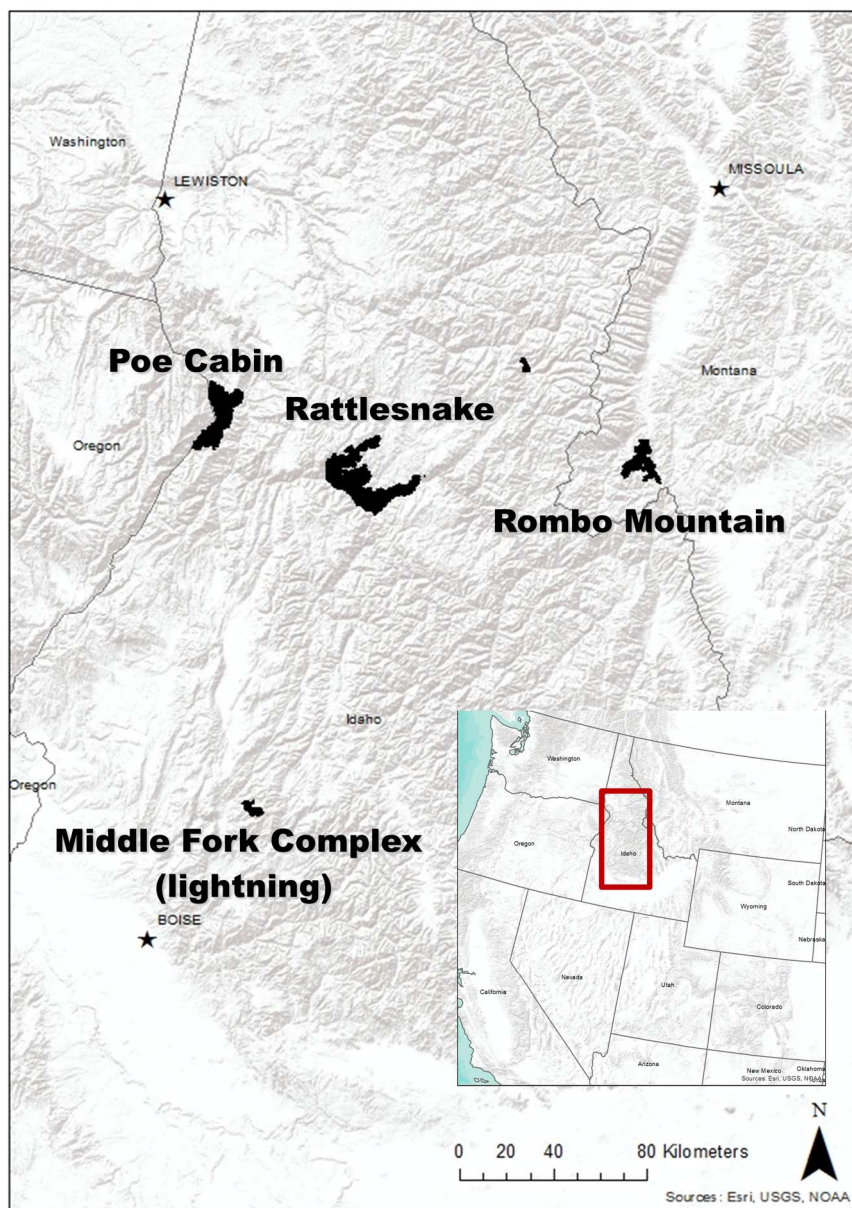 Washington
LEWISTON
MISSOULA
Poe Cabin
Montana
Rattlesnake
Oregon
Rombo Mountain
Idaho
Oregon
Middle Fork Complex
(lightning)
BOISE
Washington
Montana
North Dakota
Oregon
Idaho
South Dakota
Wyoming
Nebraska
Nevada
Utah
California
Colorado
Arizona
New Mexico
Oklahoma
Sources: Esri, USGS, NOAA
N
0 20 40 80 Kilometers
Sources: Esri, USGS, NOAA